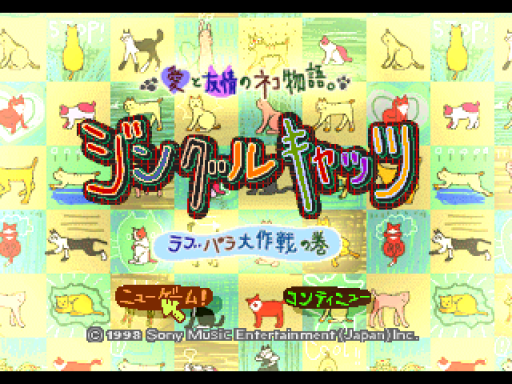 STOP!
愛と友情のネコ物語。
ジングルキャッツ
ラブ・パラ大作戦の巻
ニューゲーム!
コンティニュー
© 1998 Sony Music Entertainment (Japan) Inc.